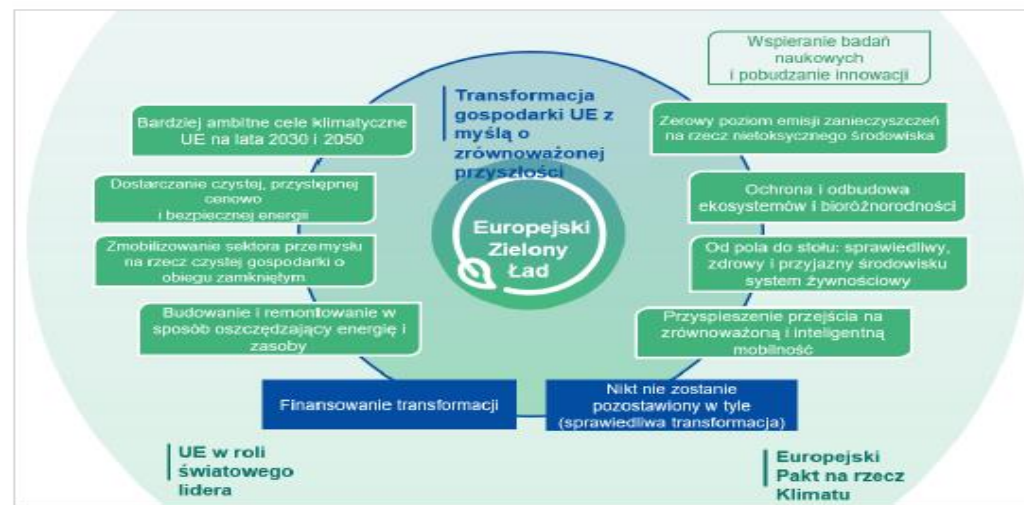 Wspieranie badań
naukowych
i pobudzanie innowacji
Transformacja
gospodarki UE z
myślą o
zrównoważonej
przyszłości
Bardziej ambitne cele klimatyczne
UE na lata 2030 i 2050
Zerowy poziom emisji zanieczyszczeń
na rzecz nietoksycznego środowiska
Dostarczanie czystej, przystępnej
cenowo
i bezpiecznej energii
Ochrona i odbudowa
ekosystemów i bioróżnorodności
Europejski
Zielony
Ład
Zmobilizowanie sektora przemysłu
na rzecz czystej gospodarki o
obiegu zamkniętym
Od pola do stołu: sprawiedliwy,
zdrowy i przyjazny środowisku
system żywnościowy
Budowanie i remontowanie w
sposób oszczędzający energię i
zasoby
Przyspieszenie przejścia na
zrównoważoną i inteligentną
mobilność
Finansowanie transformacji
Nikt nie zostanie
pozostawiony w tyle
(sprawiedliwa transformacja)
UE w roli
światowego
lidera
Europejski
Pakt na rzecz
Klimatu